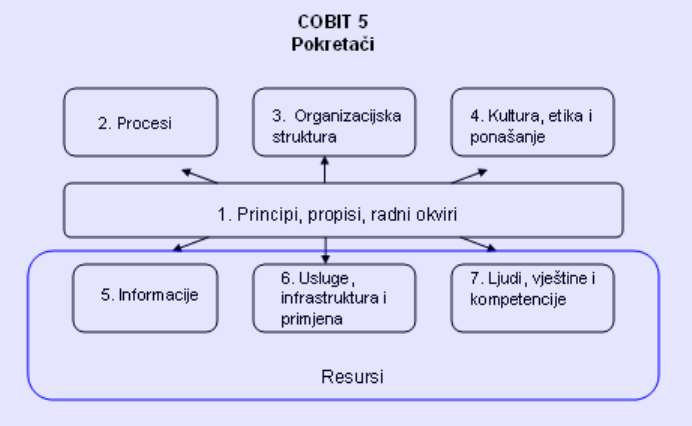 COBIT 5
Pokretači
2. Procesi
3. Organizacijska
struktura
4. Kultura, etika i
ponašanje
1. Principi, propisi, radni okviri
5. Informacije
6. Usluge,
infrastruktura i
primjena
7. Ljudi, vještine i
kompetencije
Resursi